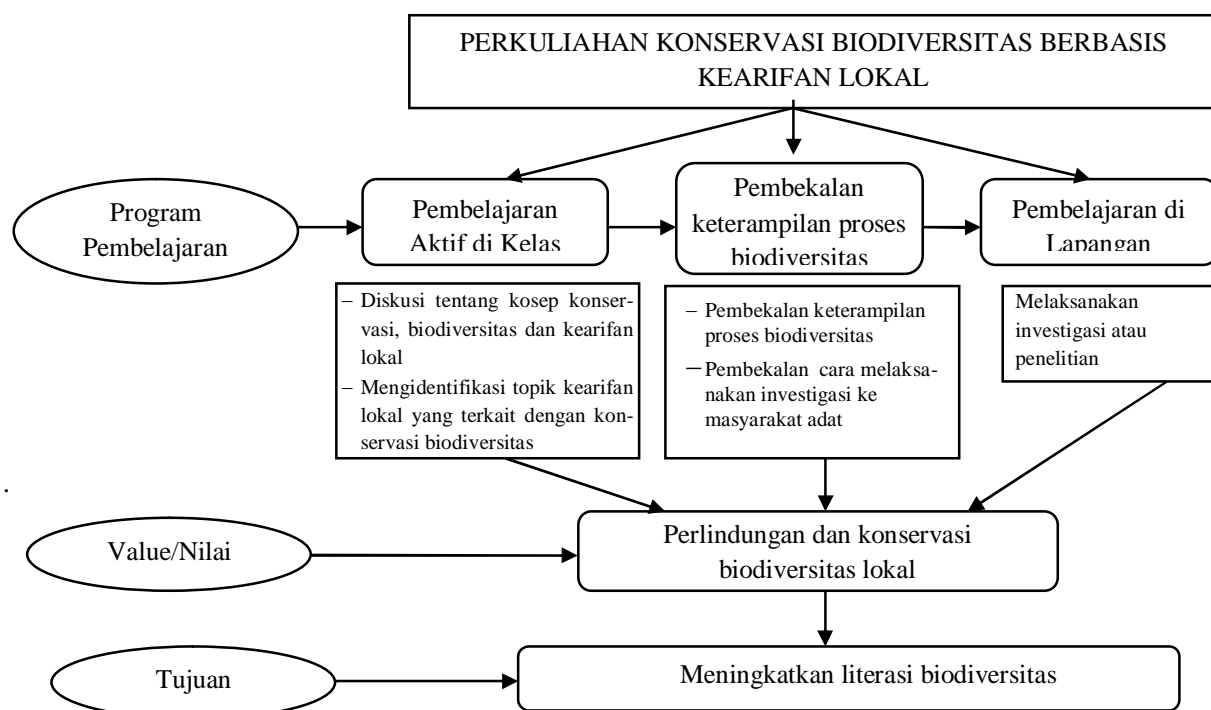 PERKULIAHAN KONSERVASI BIODIVERSITAS BERBASIS
KEARIFAN LOKAL
Program
Pembelajaran
Pembelajaran
Aktif di Kelas
Pembekalan
keterampilan proses
biodiversitas
Pembelajaran di
Lapangan
– Diskusi tentang kosep konser-
vasi, biodiversitas dan kearifan
lokal
– Mengidentifikasi topik kearifan
lokal yang terkait dengan kon-
servasi biodiversitas
– Pembekalan keterampilan
proses biodiversitas
– Pembekalan cara melaksa-
nakan investigasi ke
masyarakat adat
Melaksanakan
investigasi atau
penelitian
.
Value/Nilai
Perlindungan dan konservasi
biodiversitas lokal
Tujuan
Meningkatkan literasi biodiversitas